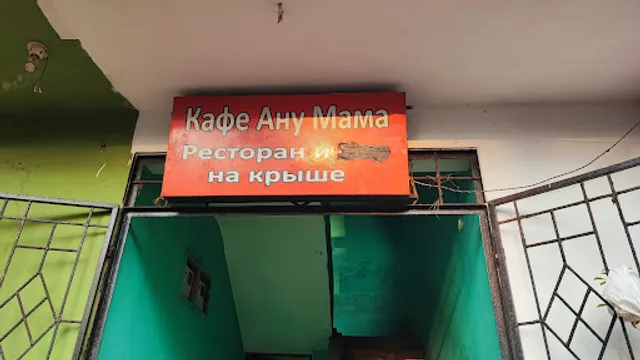 Кафе Ану Мама
Ресторан и
на крыше